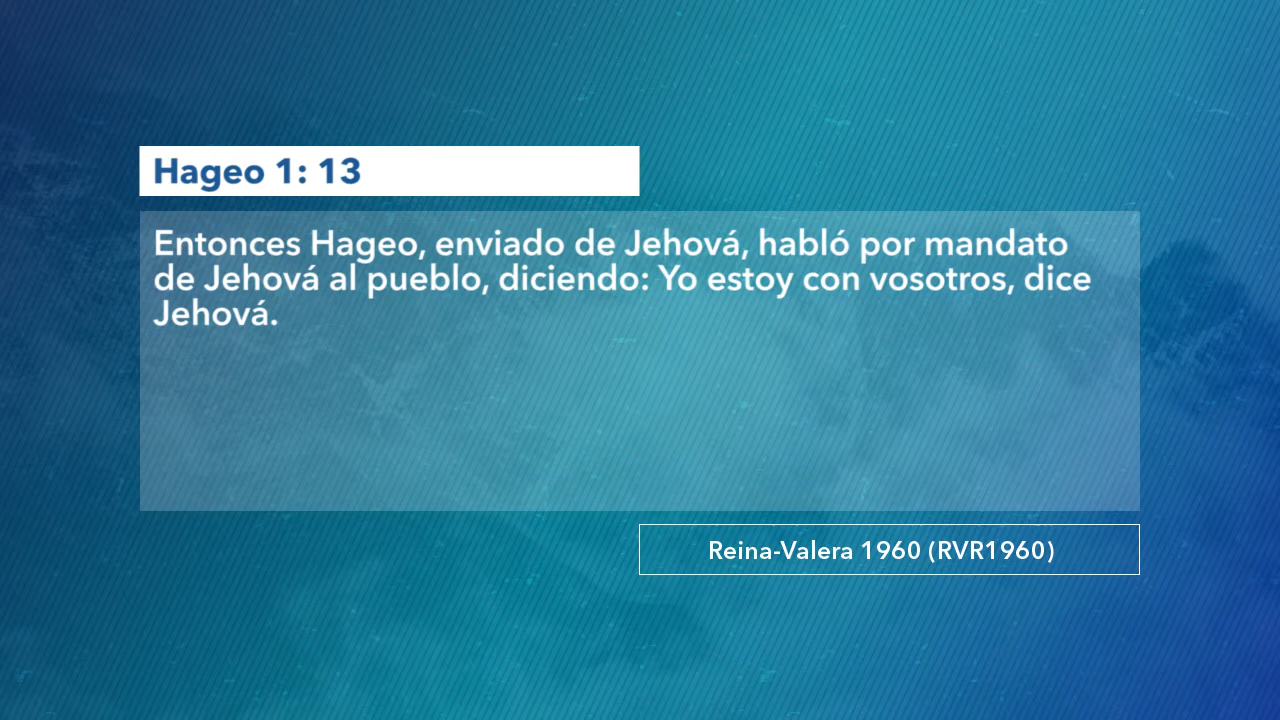 Hageo 1: 13
Entonces Hageo, enviado de Jehová, habló por mandato
de Jehová al pueblo, diciendo: Yo estoy con vosotros, dice
Jehová.
Reina-Valera 1960 (RVR1960)